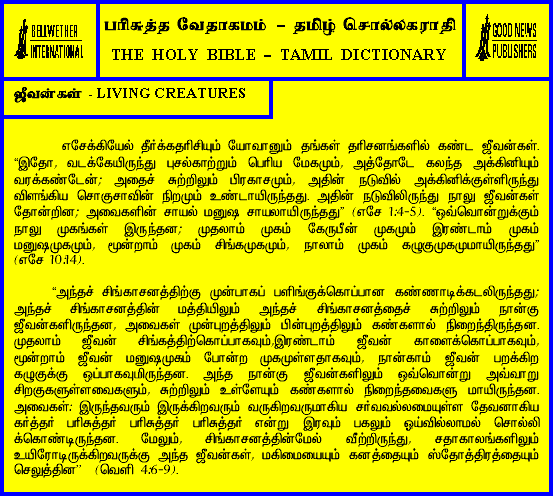 BELLWETHER
INTERNATIONAL
பரிசுத்த வேதாகமம் – தமிழ் சொல்லகராதி
THE HOLY BIBLE – TAMIL DICTIONARY
GOOD NEWS
PUBLISHERS
ஜீவன்கள் - LIVING CREATURES
எசேக்கியேல் தீர்க்கதரிசியும் யோவானும் தங்கள் தரிசனங்களில் கண்ட ஜீவன்கள்.
“இதோ, வடக்கேயிருந்து புசல்காற்றும் பெரிய மேகமும், அத்தோடே கலந்த அக்கினியும்
வரக்கண்டேன்; அதைச் சுற்றிலும் பிரகாசமும், அதின் நடுவில் அக்கினிக்குள்ளிருந்து
விளங்கிய சொகுசாவின் நிறமும் உண்டாயிருந்தது. அதின் நடுவிலிருந்து நாலு ஜீவன்கள்
தோன்றின; அவைகளின் சாயல் மனுஷ சாயலாயிருந்தது” (எசே 1:4-5). “ஒவ்வொன்றுக்கும்
நாலு முகங்கள் இருந்தன; முதலாம் முகம் கேருபீன் முகமும் இரண்டாம் முகம்
மனுஷமுகமும், மூன்றாம் முகம் சிங்கமுகமும், நாலாம் முகம் கழுகுமுகமுமாயிருந்தது”
(எசே 10:14).
“அந்தச் சிங்காசனத்திற்கு முன்பாகப் பளிங்குக்கொப்பான கண்ணாடிக்கடலிருந்தது;
அந்தச் சிங்காசனத்தின் மத்தியிலும் அந்தச் சிங்காசனத்தைச் சுற்றிலும் நான்கு
ஜீவன்களிருந்தன, அவைகள் முன்புறத்திலும் பின்புறத்திலும் கண்களால் நிறைந்திருந்தன.
முதலாம் ஜீவன் சிங்கத்திற்கொப்பாகவும்,இரண்டாம் ஜீவன் காளைக்கொப்பாகவும்,
மூன்றாம் ஜீவன் மனுஷமுகம் போன்ற முகமுள்ளதாகவும், நான்காம் ஜீவன் பறக்கிற
கழுகுக்கு ஒப்பாகவுமிருந்தன. அந்த நான்கு ஜீவன்களிலும் ஒவ்வொன்று அவ்வாறு
சிறகுகளுள்ளவைகளும், சுற்றிலும் உள்ளேயும் கண்களால் நிறைந்தவைகளு மாயிருந்தன.
அவைகள்: இருந்தவரும் இருக்கிறவரும் வருகிறவருமாகிய சர்வவல்லமையுள்ள தேவனாகிய
கர்த்தர் பரிசுத்தர் பரிசுத்தர் பரிசுத்தர் என்று இரவும் பகலும் ஓய்வில்லாமல் சொல்லி
க்கொண்டிருந்தன. மேலும், சிங்காசனத்தின்மேல் வீற்றிருந்து, சதாகாலங்களிலும்
உயிரோடிருக்கிறவருக்கு அந்த ஜீவன்கள், மகிமையையும் கனத்தையும் ஸ்தோத்திரத்தையும்
செலுத்தின” (வெளி 4:6-9).